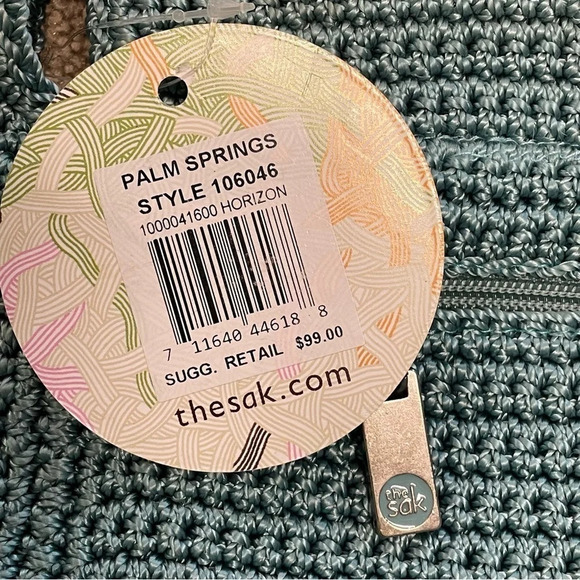 PALM SPRINGS
STYLE 106046
1000041600 HORIZON
7 11640 44618 8
SUGG. RETAIL $99.00
thesak.com
the
sak